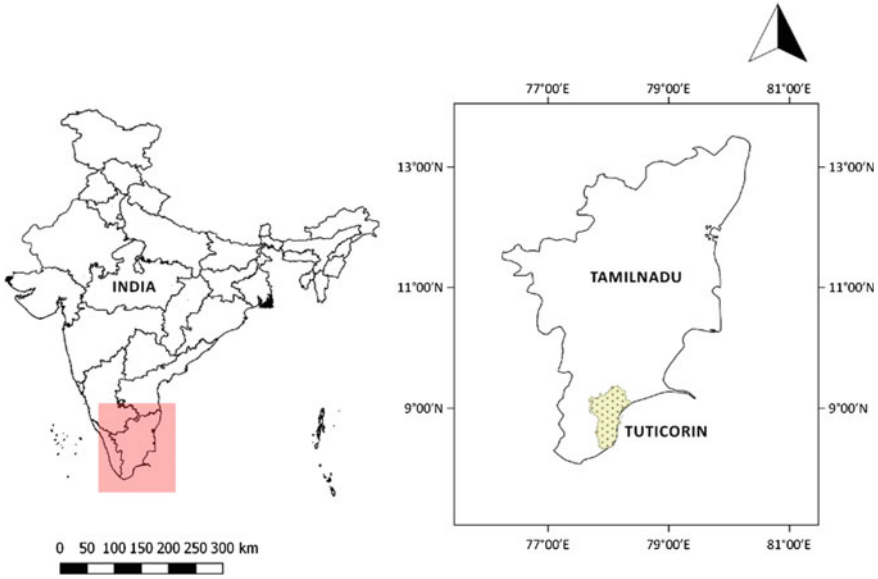 77°00'E 79°00'E 81°00'E
13°00'N 13°00'N
TAMILNADU
INDIA
11°00'N 11°00'N
9°00'N 9°00'N
TUTICORIN
77°00'E 79°00'E 81°00'E
0 50 100 150 200 250 300 km